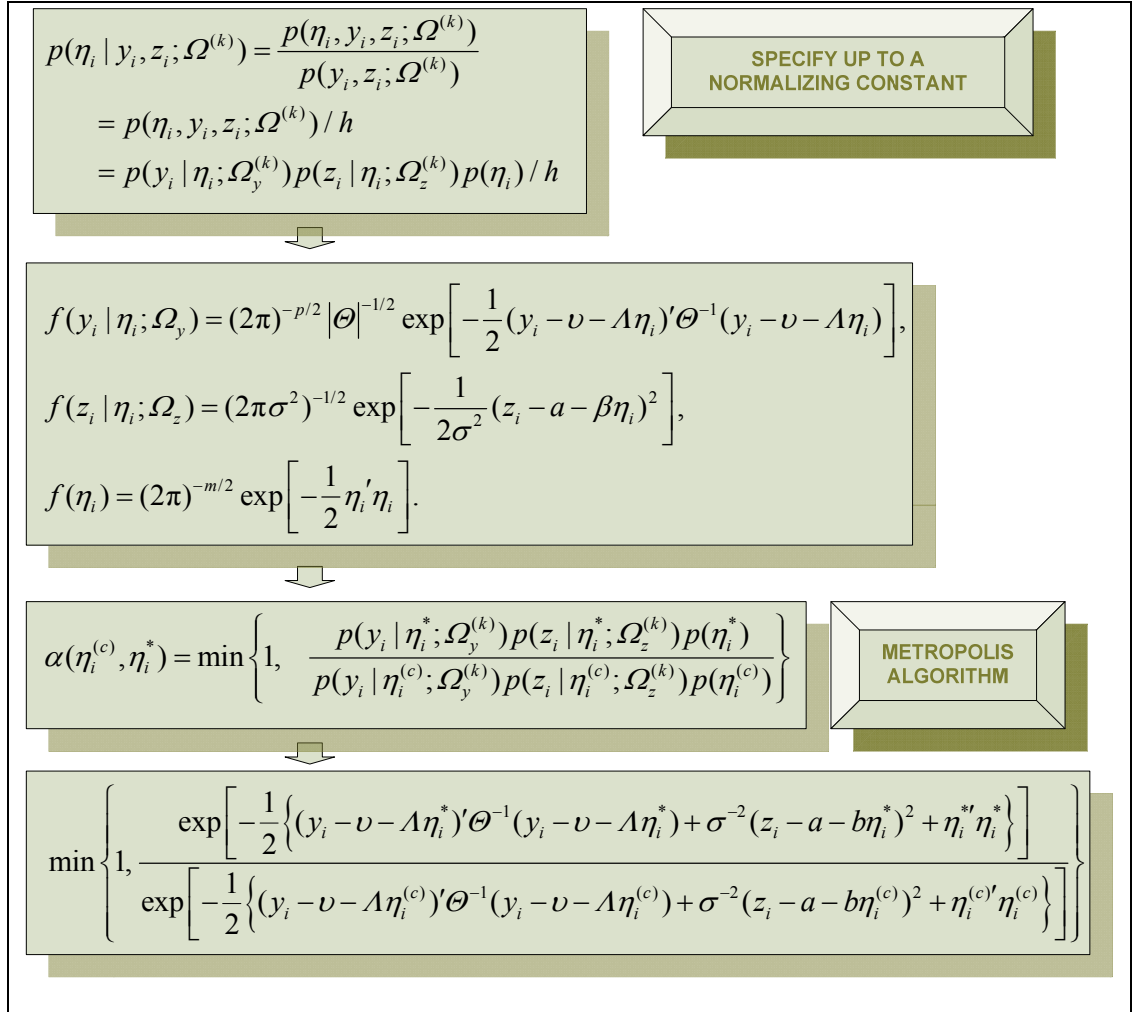 p(η_i | y_i, z_i; Ω^(k)) = p(η_i, y_i, z_i; Ω^(k)) / p(y_i, z_i; Ω^(k))
= p(η_i, y_i, z_i; Ω^(k)) / h
= p(y_i | η_i; Ω_y^(k)) p(z_i | η_i; Ω_z^(k)) p(η_i) / h
SPECIFY UP TO A
NORMALIZING CONSTANT
f(y_i | η_i; Ω_y) = (2π)^(-p/2) |Θ|^(-1/2) exp[-1/2 (y_i - υ - Λη_i)′Θ^(-1)(y_i - υ - Λη_i)],
f(z_i | η_i; Ω_z) = (2πσ²)^(-1/2) exp[-1/(2σ²) (z_i - a - βη_i)²],
f(η_i) = (2π)^(-m/2) exp[-1/2 η_i′η_i].
α(η_i^(c), η_i^*) = min{1, p(y_i | η_i^*; Ω_y^(k)) p(z_i | η_i^*; Ω_z^(k)) p(η_i^*) / p(y_i | η_i^(c); Ω_y^(k)) p(z_i | η_i^(c); Ω_z^(k)) p(η_i^(c))}
METROPOLIS
ALGORITHM
min{1, exp[-1/2 {(y_i - υ - Λη_i^*)′Θ^(-1)(y_i - υ - Λη_i^*) + σ^(-2)(z_i - a - bη_i^*)² + η_i^*′η_i^*}] / exp[-1/2 {(y_i - υ - Λη_i^(c))′Θ^(-1)(y_i - υ - Λη_i^(c)) + σ^(-2)(z_i - a - bη_i^(c))² + η_i^(c)′η_i^(c)}]}